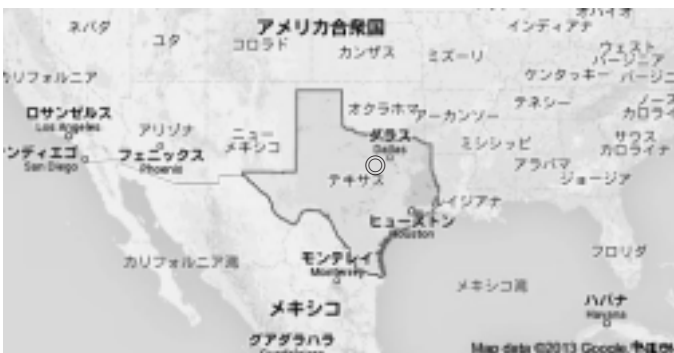 オハイオ
ネバダ
ユタ
コロラド
アメリカ合衆国
カンザス
ミズーリ
インディアナ
ウェスト
バージニア
ケンタッキー
バージニ
カリフォルニア
ロサンゼルス
Los Angeles
アリゾナ
ニュー
メキシコ
オクラホマ
アーカンソー
テネシー
ノース
カロライ
ンディエゴ
San Diego
フェニックス
Phoenix
ダラス
Dallas
ミシシッピ
アラバマ
サウス
カロライナ
ジョージア
テキサス
ルイジアナ
ヒューストン
Houston
カリフォルニア湾
モンテレイ
Monterrey
フロリダ
メキシコ湾
メキシコ
ハバナ
Havana
グアダラハラ
Guadalajara
Map data ©2013 Google,